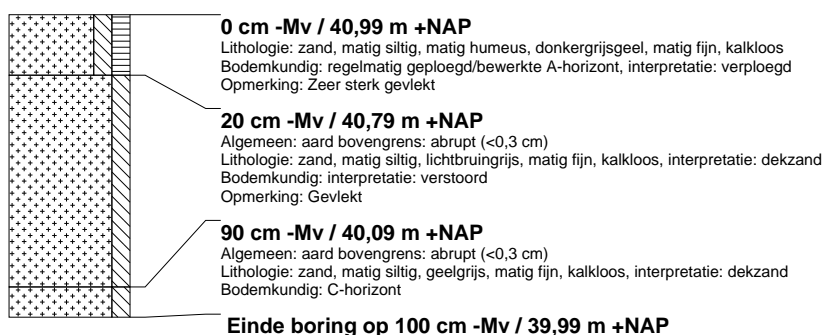 0 cm -Mv / 40,99 m +NAP
Lithologie: zand, matig siltig, matig humeus, donkergrijsgeel, matig fijn, kalkloos
Bodemkundig: regelmatig geploegd/bewerkte A-horizont, interpretatie: verploegd
Opmerking: Zeer sterk gevlekt
20 cm -Mv / 40,79 m +NAP
Algemeen: aard bovengrens: abrupt (<0,3 cm)
Lithologie: zand, matig siltig, lichtbruingrijs, matig fijn, kalkloos, interpretatie: dekzand
Bodemkundig: interpretatie: verstoord
Opmerking: Gevlekt
90 cm -Mv / 40,09 m +NAP
Algemeen: aard bovengrens: abrupt (<0,3 cm)
Lithologie: zand, matig siltig, geelgrijs, matig fijn, kalkloos, interpretatie: dekzand
Bodemkundig: C-horizont
Einde boring op 100 cm -Mv / 39,99 m +NAP